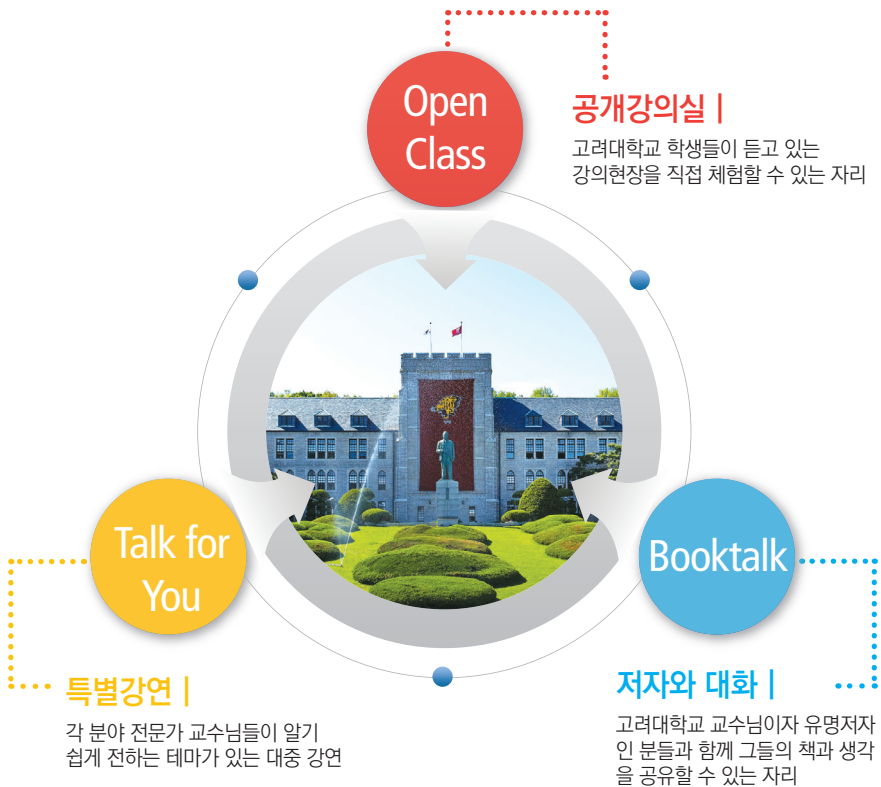 Open
Class
공개강의실 |
고려대학교 학생들이 듣고 있는
강의현장을 직접 체험할 수 있는 자리
Talk for
You
특별강연 |
각 분야 전문가 교수님들이 알기
쉽게 전하는 테마가 있는 대중 강연
Booktalk
저자와 대화 |
고려대학교 교수님이자 유명저자
인 분들과 함께 그들의 책과 생각
을 공유할 수 있는 자리